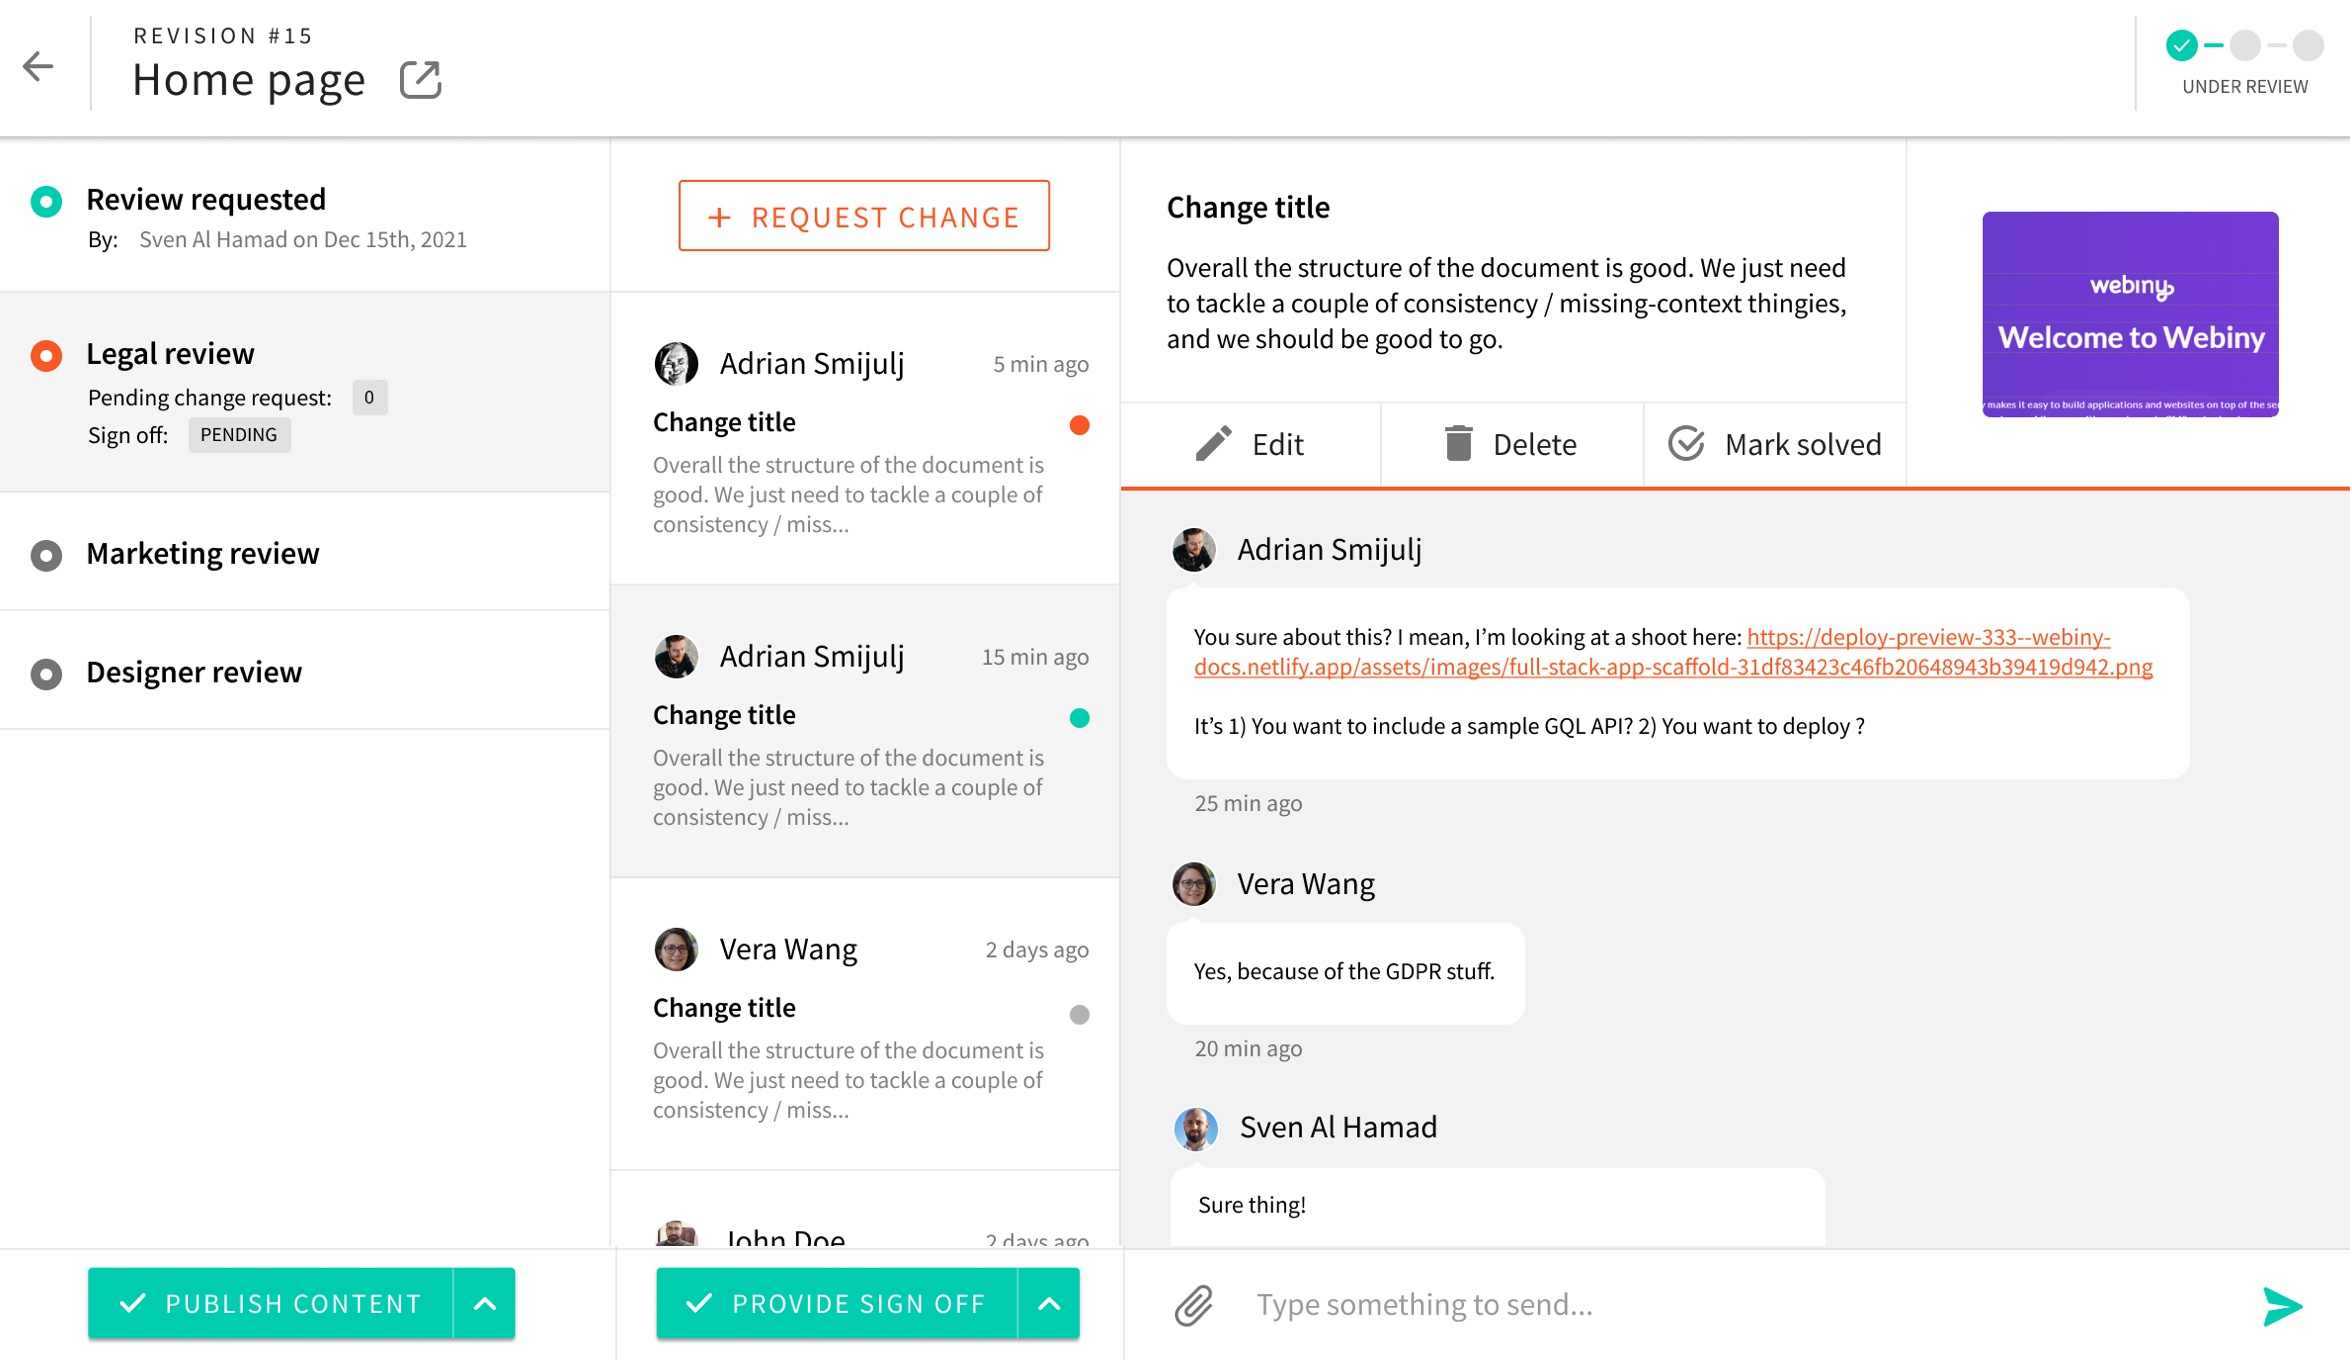 REVISION #15
Home page
UNDER REVIEW
Review requested
By: Sven Al Hamad on Dec 15th, 2021
Legal review
Pending change request: 0
Sign off: PENDING
Marketing review
Designer review
PUBLISH CONTENT
+ REQUEST CHANGE
Adrian Smijulj 5 min ago
Change title
Overall the structure of the document is
good. We just need to tackle a couple of
consistency / miss...
Adrian Smijulj 15 min ago
Change title
Overall the structure of the document is
good. We just need to tackle a couple of
consistency / miss...
Vera Wang 2 days ago
Change title
Overall the structure of the document is
good. We just need to tackle a couple of
consistency / miss...
John Doe 2 days ago
PROVIDE SIGN OFF
Change title
Overall the structure of the document is good. We just need
to tackle a couple of consistency / missing-context thingies,
and we should be good to go.
webiny
Welcome to Webiny
y makes it easy to build applications and websites on top of the ser
Edit
Delete
Mark solved
Adrian Smijulj
You sure about this? I mean, I’m looking at a shoot here: https://deploy-preview-333--webiny-
docs.netlify.app/assets/images/full-stack-app-scaffold-31df83423c46fb20648943b39419d942.png
It’s 1) You want to include a sample GQL API? 2) You want to deploy ?
25 min ago
Vera Wang
Yes, because of the GDPR stuff.
20 min ago
Sven Al Hamad
Sure thing!
Type something to send...